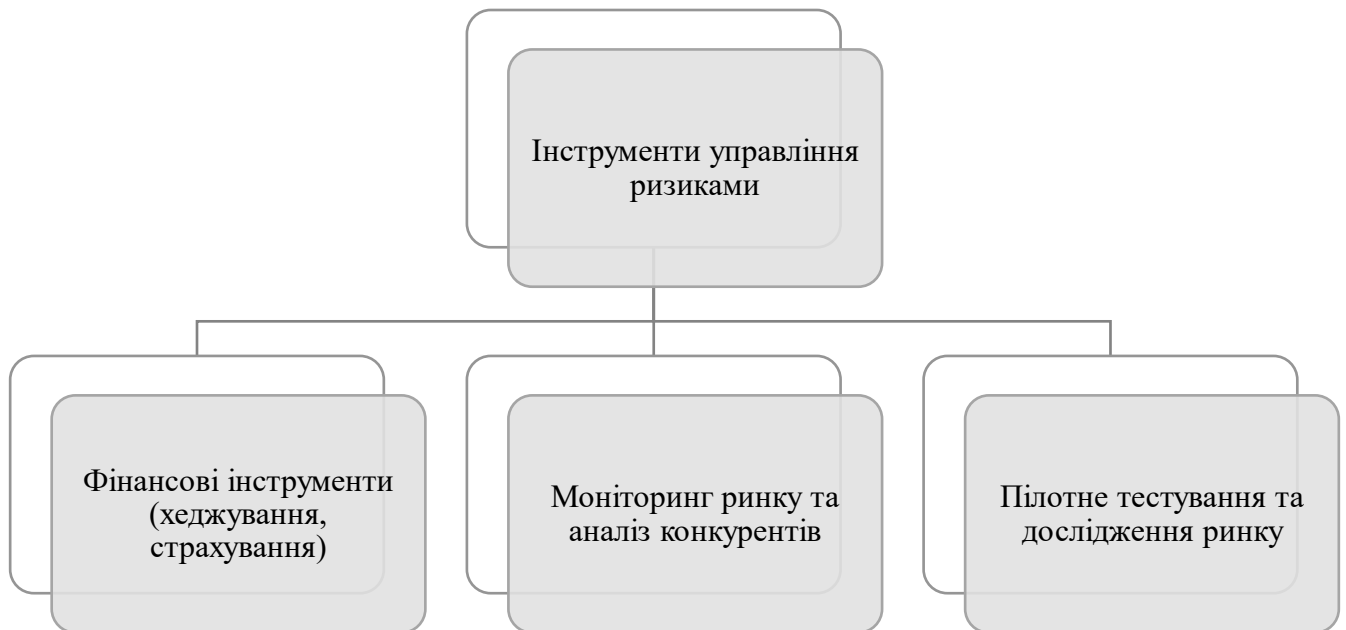 Інструменти управління
ризиками
Фінансові інструменти
(хеджування,
страхування)
Моніторинг ринку та
аналіз конкурентів
Пілотне тестування та
дослідження ринку